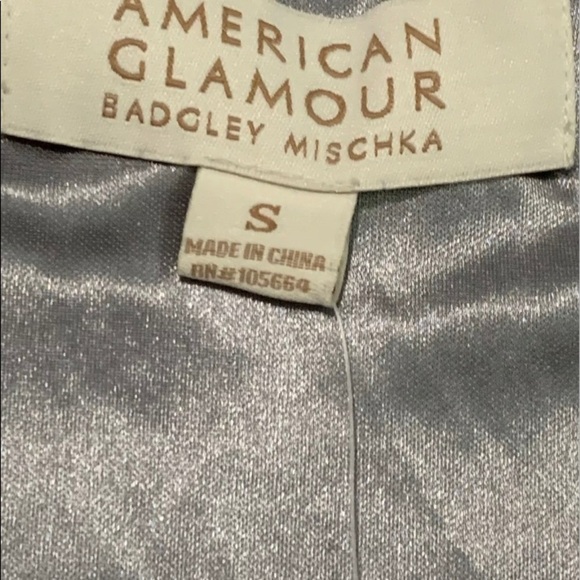 AMERICAN
GLAMOUR
BADGLEY MISCHKA
S
MADE IN CHINA
RN#105664